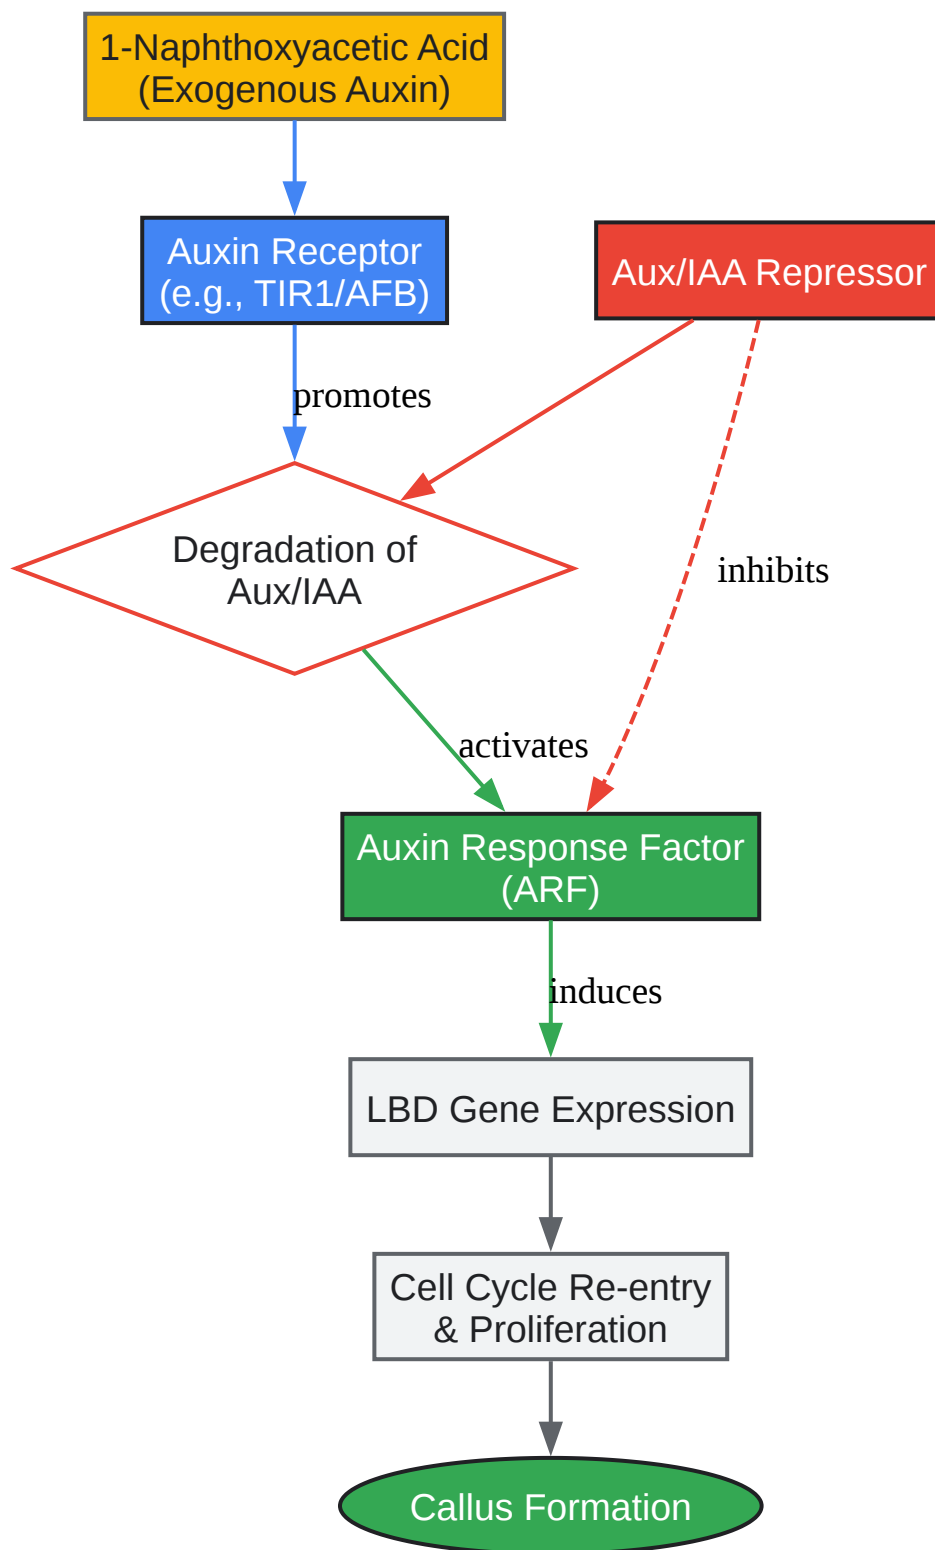 1-Naphthoxyacetic Acid
(Exogenous Auxin)
Auxin Receptor
(e.g., TIR1/AFB)
Aux/IAA Repressor
promotes
Degradation of
Aux/IAA
inhibits
activates
Auxin Response Factor
(ARF)
induces
LBD Gene Expression
Cell Cycle Re-entry
& Proliferation
Callus Formation